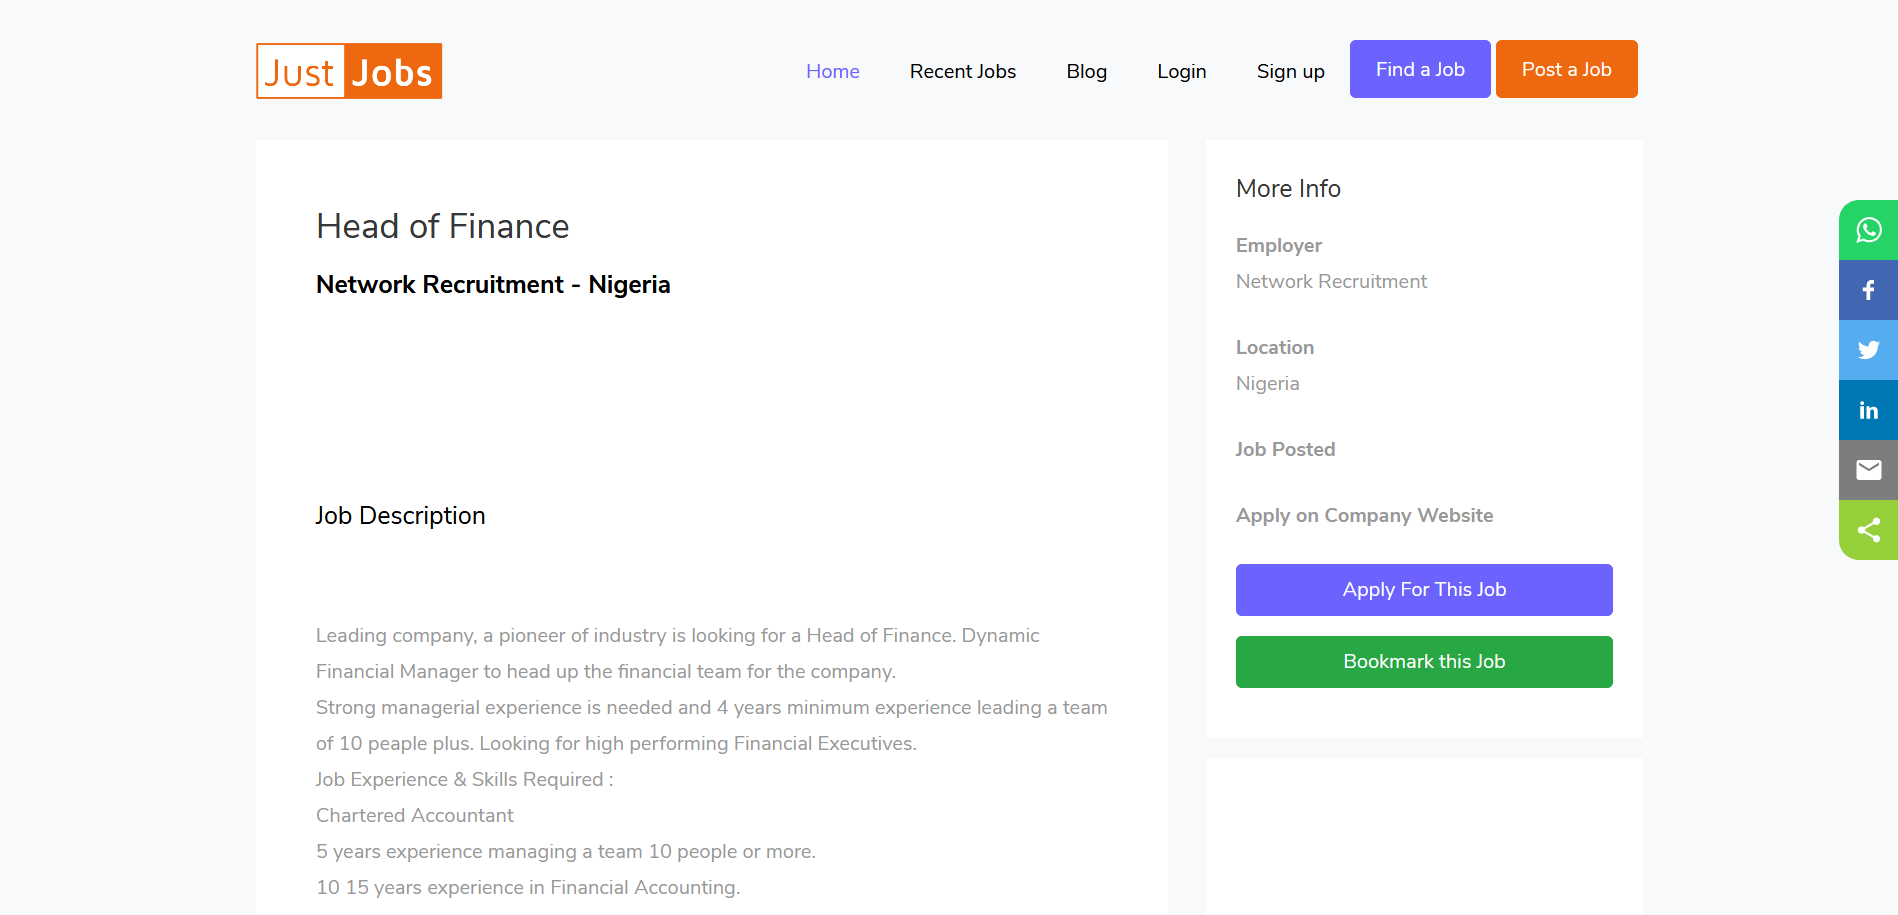 Just Jobs
Home
Recent Jobs
Blog
Login
Sign up
Find a Job
Post a Job
Head of Finance
Network Recruitment - Nigeria
Job Description
Leading company, a pioneer of industry is looking for a Head of Finance. Dynamic
Financial Manager to head up the financial team for the company.
Strong managerial experience is needed and 4 years minimum experience leading a team
of 10 peaple plus. Looking for high performing Financial Executives.
Job Experience & Skills Required :
Chartered Accountant
5 years experience managing a team 10 people or more.
10 15 years experience in Financial Accounting.
More Info
Employer
Network Recruitment
Location
Nigeria
Job Posted
Apply on Company Website
Apply For This Job
Bookmark this Job